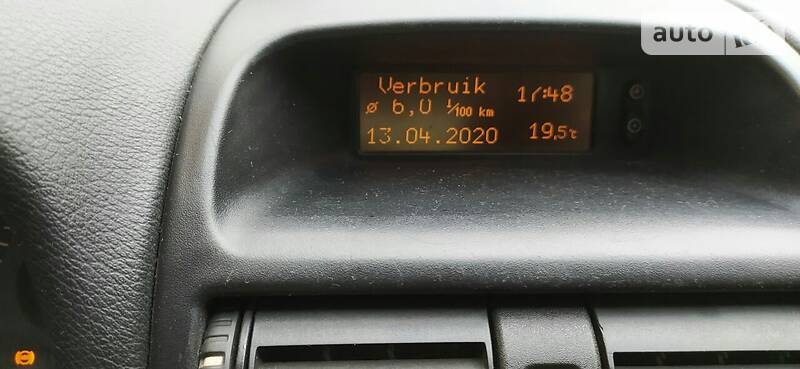 auto
Verbruik 17:48
ø 6,0 l/100 km
13.04.2020 19,5°c